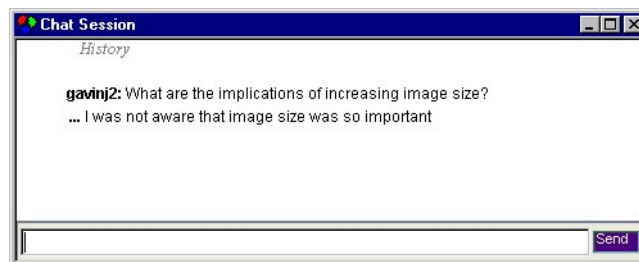 Chat Session
History
gavinj2: What are the implications of increasing image size?
... I was not aware that image size was so important
Send